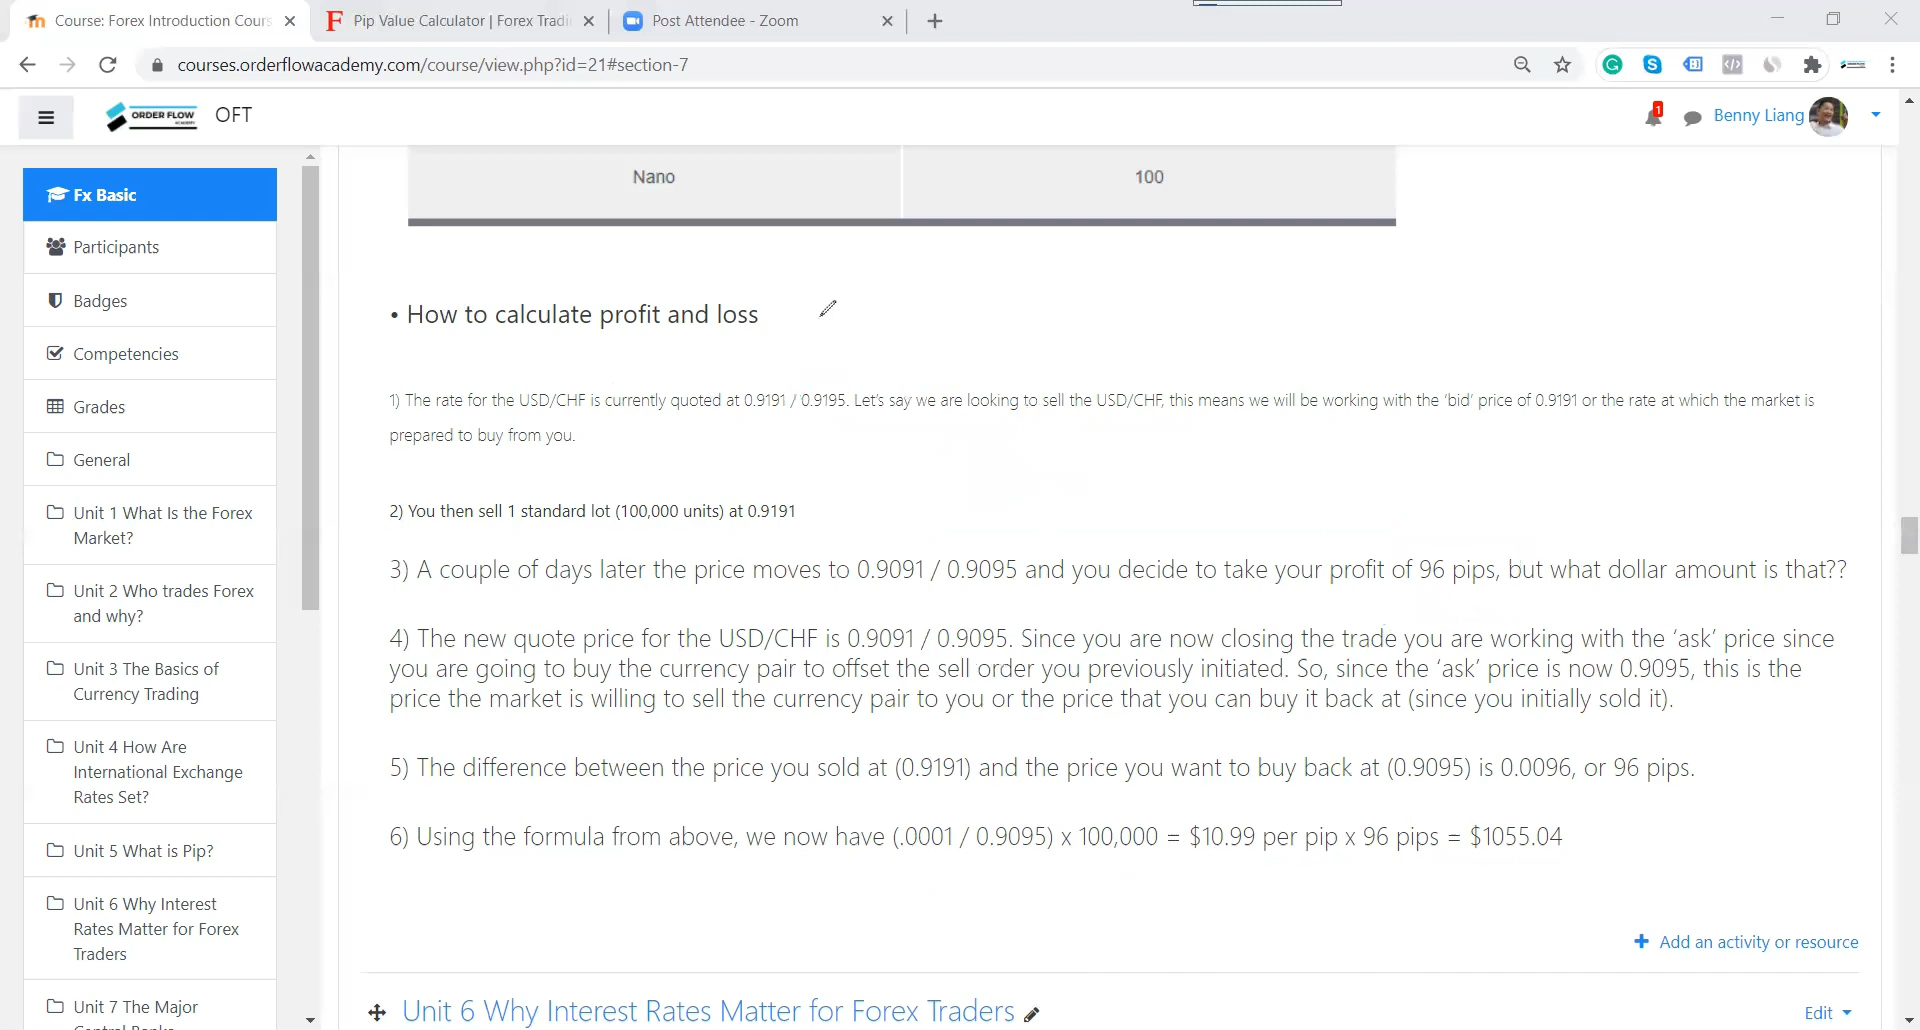 Course: Forex Introduction Cours
Pip Value Calculator | Forex Tradi
Post Attendee - Zoom
courses.orderflowacademy.com/course/view.php?id=21#section-7
ORDER FLOW
ACADEMY
OFT
1
Benny Liang
Fx Basic
Participants
Badges
Competencies
Grades
General
Unit 1 What Is the Forex
Market?
Unit 2 Who trades Forex
and why?
Unit 3 The Basics of
Currency Trading
Unit 4 How Are
International Exchange
Rates Set?
Unit 5 What is Pip?
Unit 6 Why Interest
Rates Matter for Forex
Traders
Unit 7 The Major
Central Banks
Nano 100
• How to calculate profit and loss
1) The rate for the USD/CHF is currently quoted at 0.9191 / 0.9195. Let's say we are looking to sell the USD/CHF, this means we will be working with the 'bid' price of 0.9191 or the rate at which the market is
prepared to buy from you.
2) You then sell 1 standard lot (100,000 units) at 0.9191
3) A couple of days later the price moves to 0.9091 / 0.9095 and you decide to take your profit of 96 pips, but what dollar amount is that??
4) The new quote price for the USD/CHF is 0.9091 / 0.9095. Since you are now closing the trade you are working with the 'ask' price since
you are going to buy the currency pair to offset the sell order you previously initiated. So, since the 'ask' price is now 0.9095, this is the
price the market is willing to sell the currency pair to you or the price that you can buy it back at (since you initially sold it).
5) The difference between the price you sold at (0.9191) and the price you want to buy back at (0.9095) is 0.0096, or 96 pips.
6) Using the formula from above, we now have (.0001 / 0.9095) x 100,000 = $10.99 per pip x 96 pips = $1055.04
Add an activity or resource
Unit 6 Why Interest Rates Matter for Forex Traders
Edit